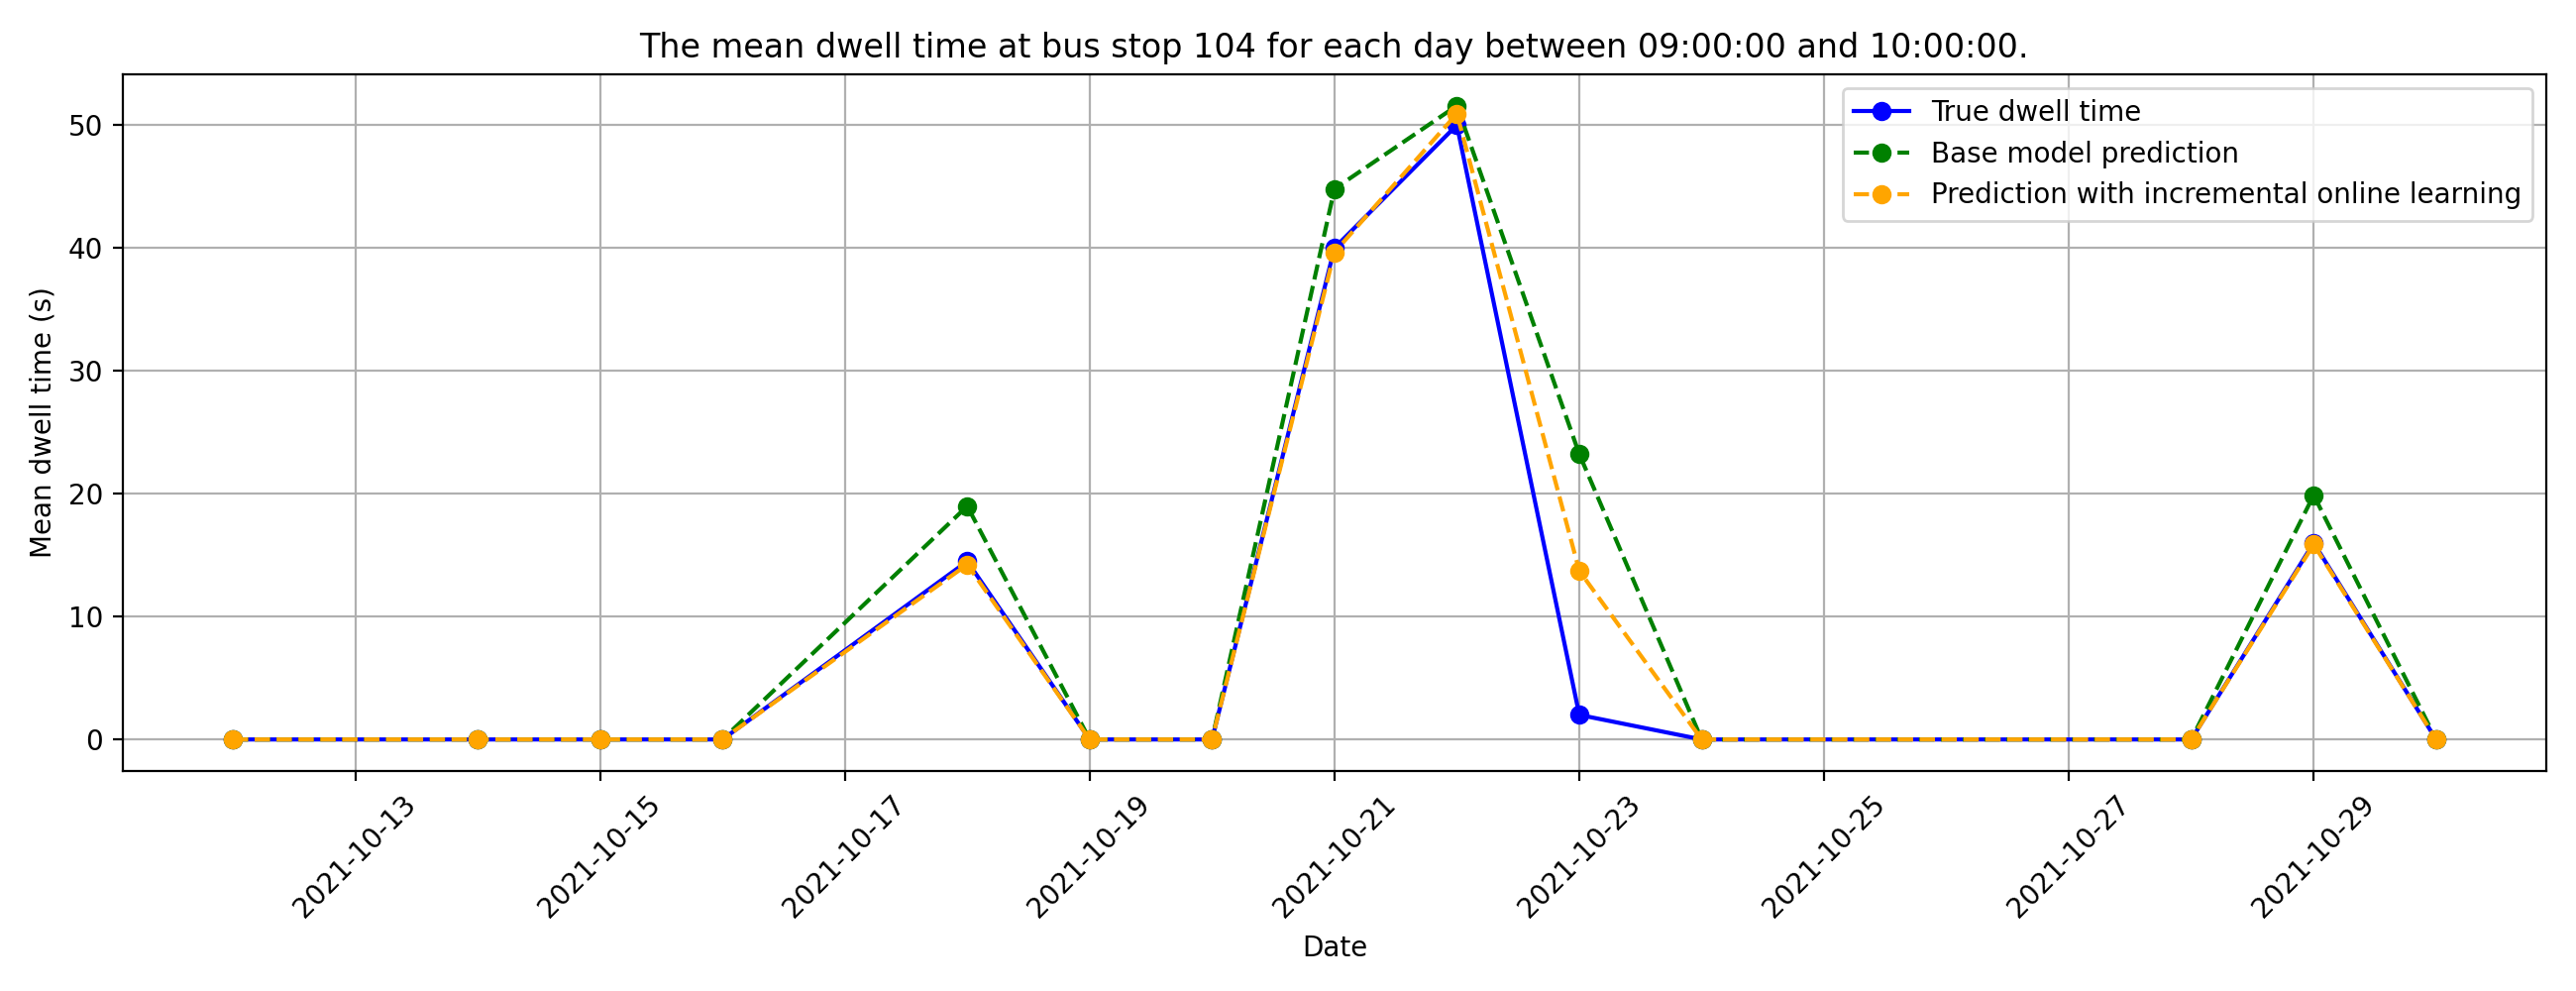 The mean dwell time at bus stop 104 for each day between 09:00:00 and 10:00:00.
True dwell time
Base model prediction
Prediction with incremental online learning
Mean dwell time (s)
50
40
30
20
10
0
2021-10-13
2021-10-15
2021-10-17
2021-10-19
2021-10-21
2021-10-23
2021-10-25
2021-10-27
2021-10-29
Date